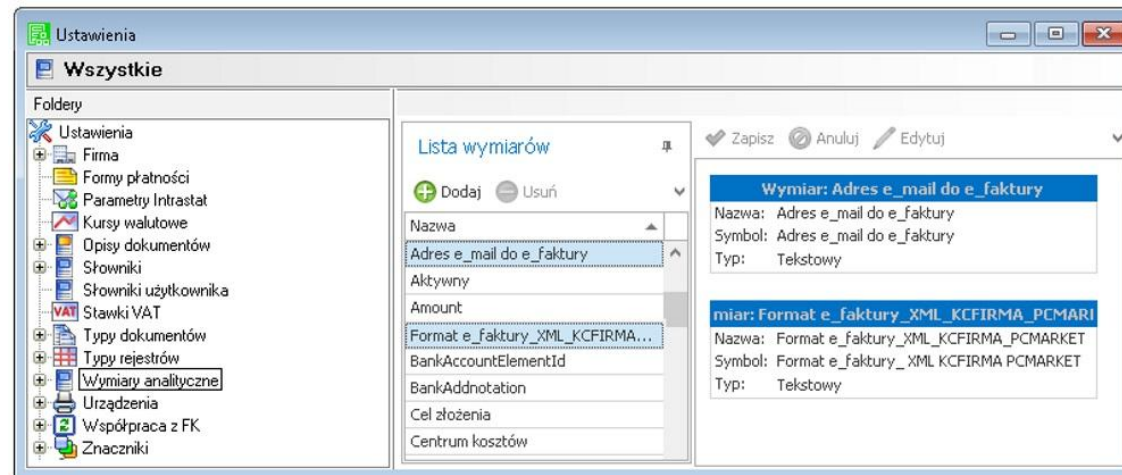 Ustawienia
Wszystkie
Foldery
Ustawienia
Firma
Formy płatności
Parametry Intrastat
Kursy walutowe
Opisy dokumentów
Słowniki
Słowniki użytkownika
VAT Stawki VAT
Typy dokumentów
Typy rejestrów
Wymiary analityczne
Urządzenia
Współpraca z FK
Znaczniki
Lista wymiarów
Dodaj Usuń
Nazwa
Adres e_mail do e_faktury
Aktywny
Amount
Format e_faktury_XML_KCFIRMA...
BankAccountElementId
BankAddnotation
Cel złożenia
Centrum kosztów
Zapisz Anuluj Edytuj
Wymiar: Adres e_mail do e_faktury
Nazwa: Adres e_mail do e_faktury
Symbol: Adres e_mail do e_faktury
Typ: Tekstowy
miar: Format e_faktury_XML_KCFIRMA_PCMARI
Nazwa: Format e_faktury_XML_KCFIRMA_PCMARKET
Symbol: Format e_faktury_ XML KCFIRMA PCMARKET
Typ: Tekstowy